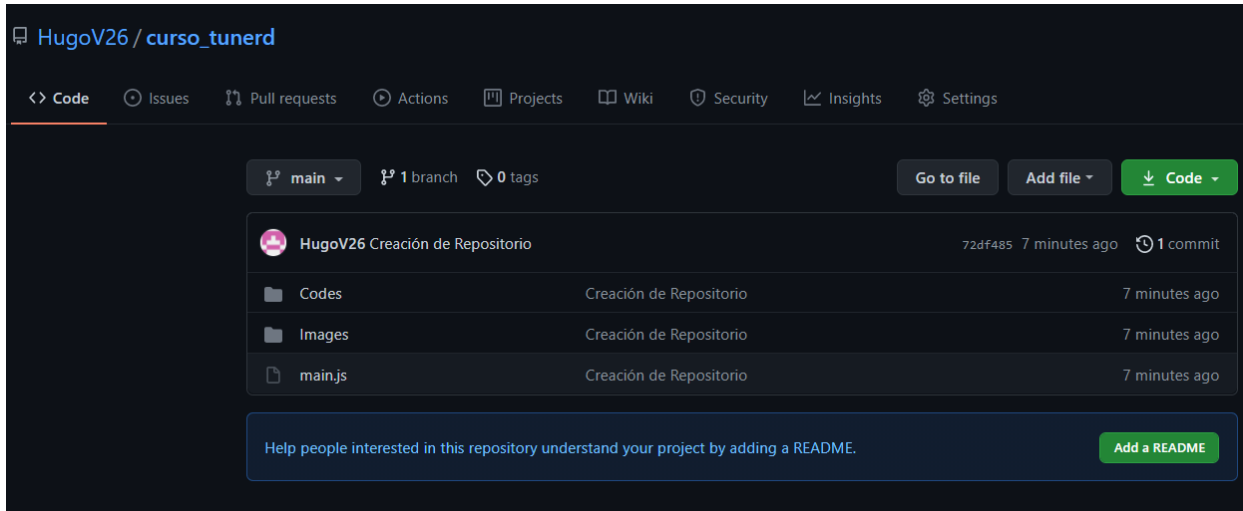 HugoV26 / curso_tunerd
<> Code Issues Pull requests Actions Projects Wiki Security Insights Settings
main 1 branch 0 tags Go to file Add file Code
HugoV26 Creación de Repositorio 72df485 7 minutes ago 1 commit
Codes Creación de Repositorio 7 minutes ago
Images Creación de Repositorio 7 minutes ago
main.js Creación de Repositorio 7 minutes ago
Help people interested in this repository understand your project by adding a README. Add a README